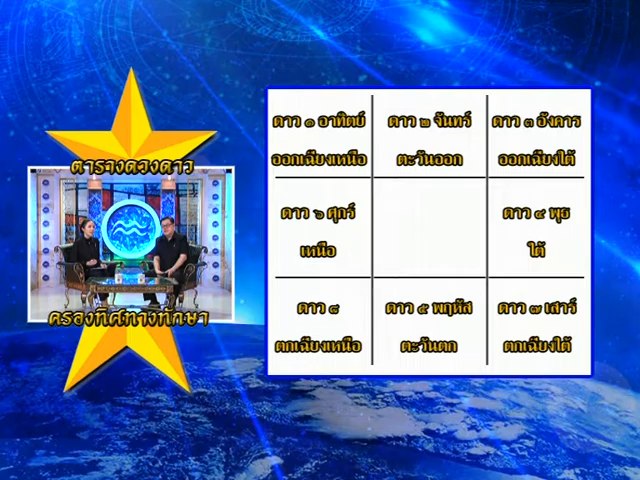 ตารางดวงดาว
ครองทิศทางทักษา
ดาว ๑ อาทิตย์
ออกเฉียงเหนือ
ดาว ๒ จันทร์
ตะวันออก
ดาว ๓ อังคาร
ออกเฉียงใต้
ดาว ๖ ศุกร์
เหนือ
ดาว ๔ พุธ
ใต้
ดาว ๘
ตกเฉียงเหนือ
ดาว ๕ พฤหัส
ตะวันตก
ดาว ๗ เสาร์
ตกเฉียงใต้